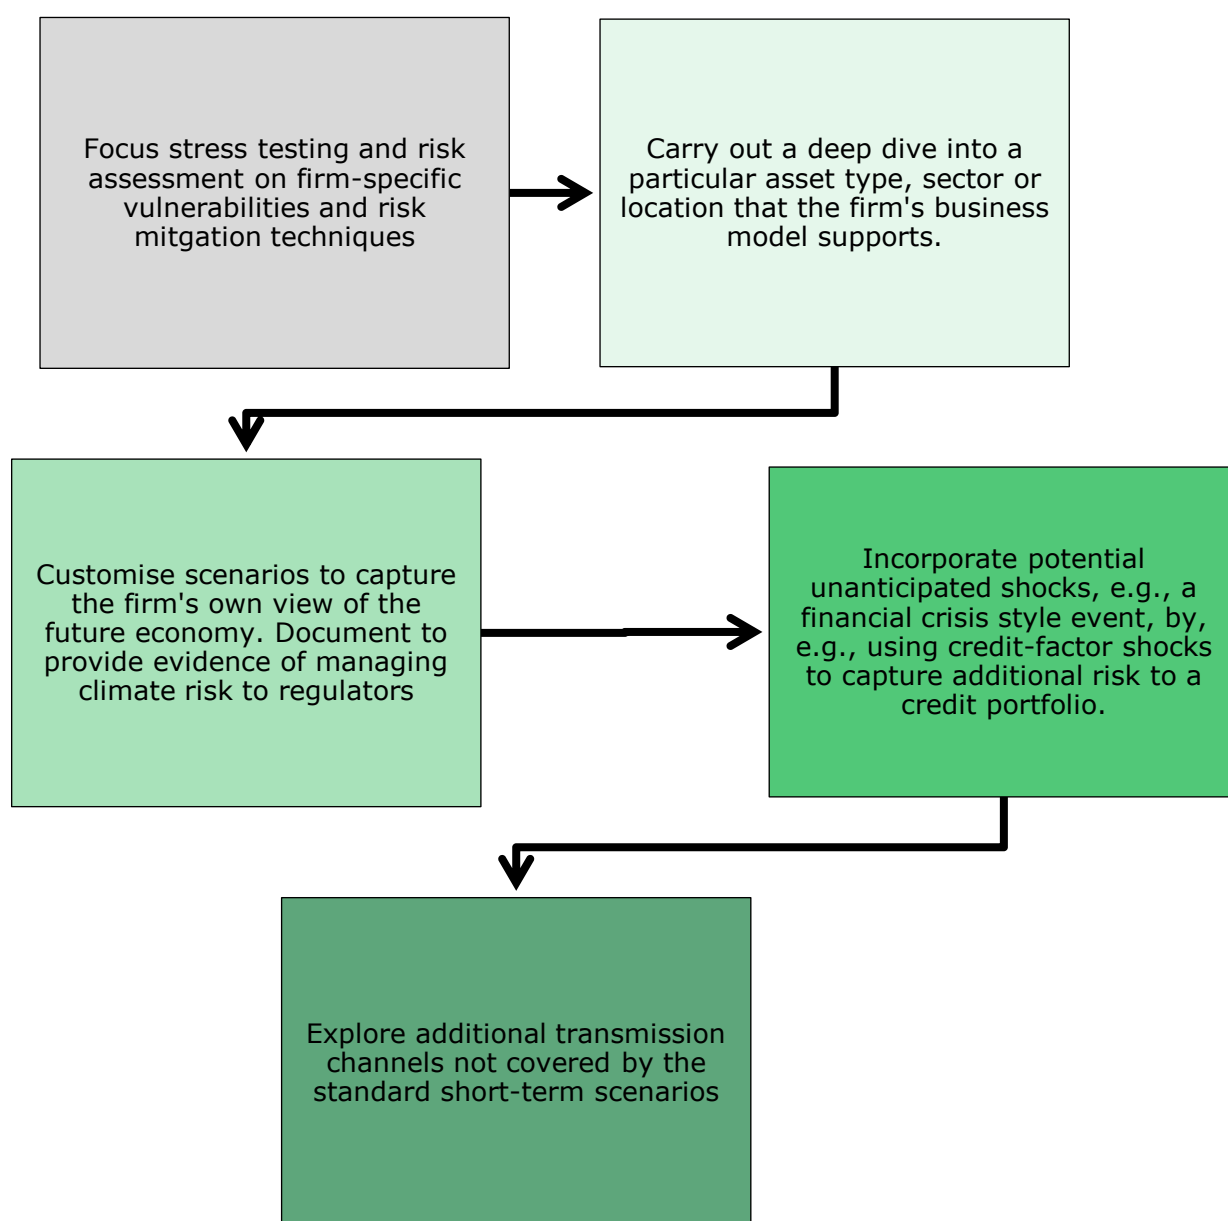 Focus stress testing and risk
assessment on firm-specific
vulnerabilities and risk
mitgation techniques
Carry out a deep dive into a
particular asset type, sector or
location that the firm's business
model supports.
Customise scenarios to capture
the firm's own view of the
future economy. Document to
provide evidence of managing
climate risk to regulators
Incorporate potential
unanticipated shocks, e.g., a
financial crisis style event, by,
e.g., using credit-factor shocks
to capture additional risk to a
credit portfolio.
Explore additional transmission
channels not covered by the
standard short-term scenarios